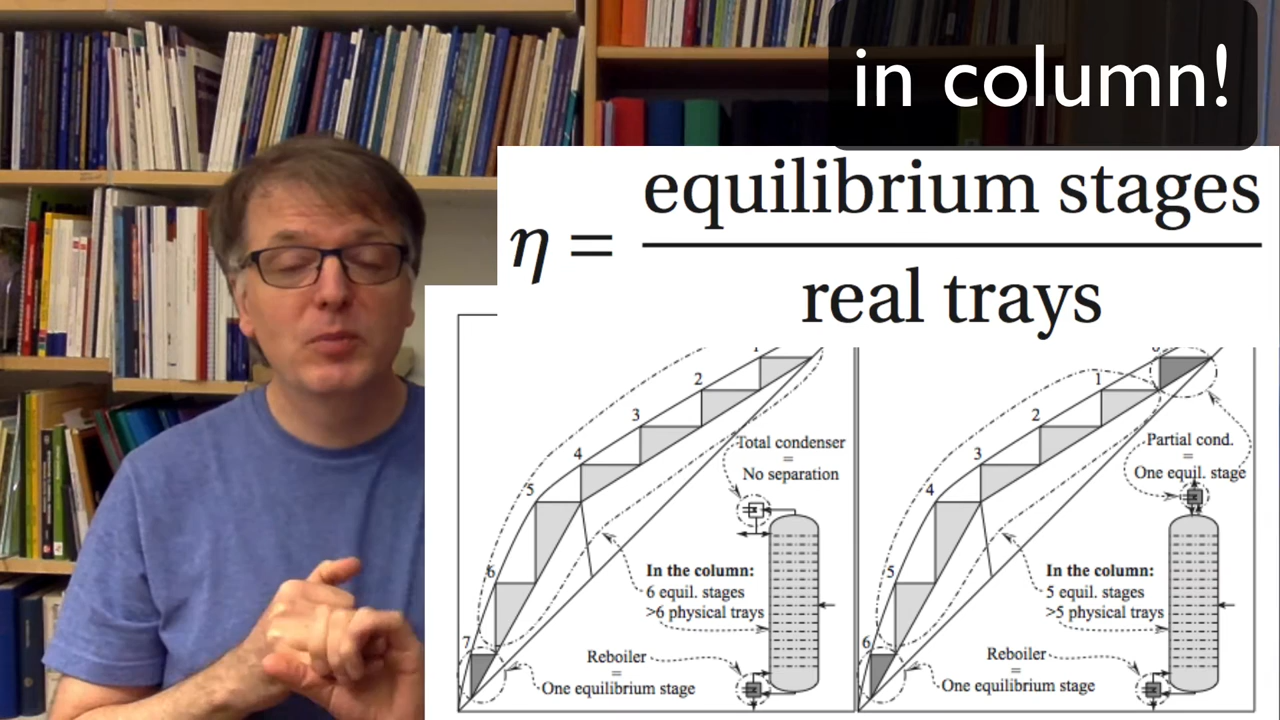 in column!
η = equilibrium stages
real trays
1
2
3
4
5
6
7
Total condenser
=
No separation
In the column:
6 equil. stages
>6 physical trays
Reboiler
=
One equilibrium stage
1
2
3
4
5
6
Partial cond.
=
One equil. stage
In the column:
5 equil. stages
>5 physical trays
Reboiler
=
One equilibrium stage